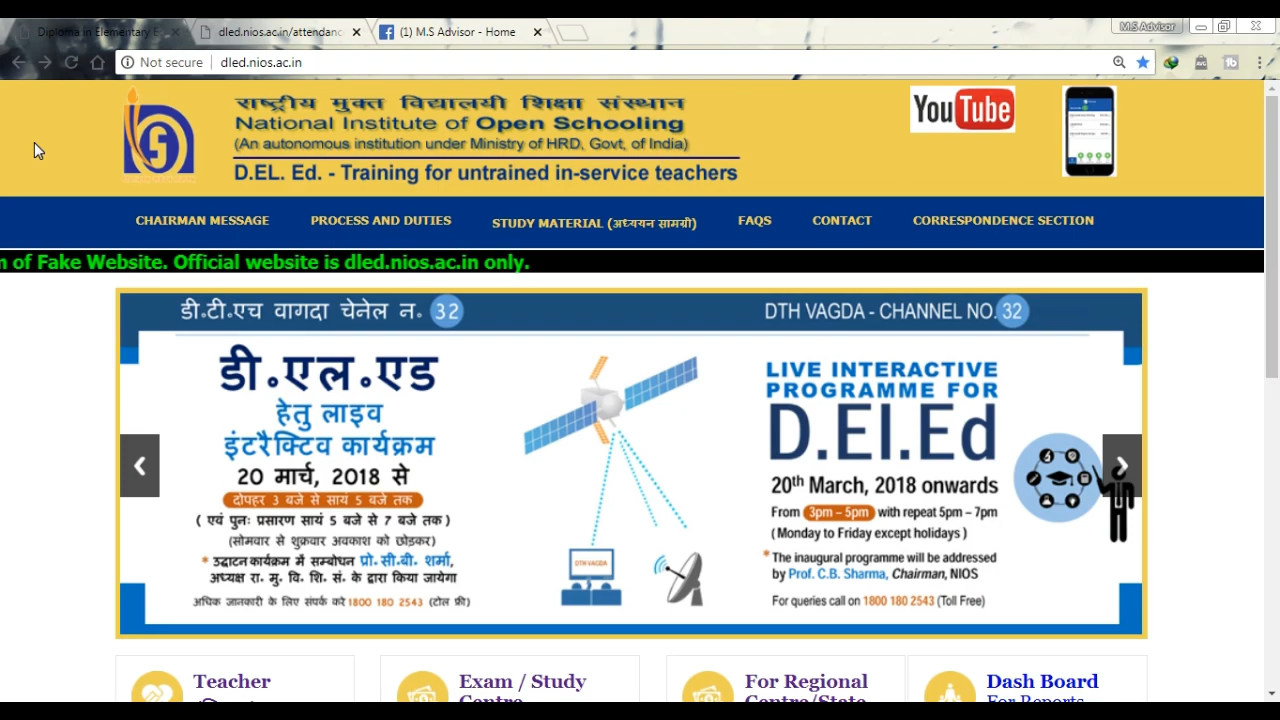 Diploma in Elementary E
dled.nios.ac.in/attendanc
(1) M.S Advisor - Home
M.S Advisor
Not secure
dled.nios.ac.in
राष्ट्रीय मुक्त विद्यालयी शिक्षा संस्थान
National Institute of Open Schooling
(An autonomous institution under Ministry of HRD, Govt, of India)
D.EL. Ed. - Training for untrained in-service teachers
YouTube
CHAIRMAN MESSAGE
PROCESS AND DUTIES
STUDY MATERIAL (अध्ययन सामग्री)
FAQS
CONTACT
CORRESPONDENCE SECTION
of Fake Website. Official website is dled.nios.ac.in only.
डी॰टी॰एच वागदा चेनेल न. 32
डी॰एल॰एड
हेतु लाइव
इंटरैक्टिव कार्यक्रम
20 मार्च, 2018 से
दोपहर 3 बजे से सायं 5 बजे तक
( एवं पुनः प्रसारण सायं 5 बजे से 7 बजे तक )
(सोमवार से शुक्रवार अवकाश को छोड़कर)
* उद्घाटन कार्यक्रम में सम्बोधन प्रो.सी.बी. शर्मा,
अध्यक्ष रा. मु. वि. शि. सं. के द्वारा किया जायेगा
अधिक जानकारी के लिए संपर्क करे 1800 180 2543 (टोल फ्री)
DTH VAGDA
DTH VAGDA - CHANNEL NO. 32
LIVE INTERACTIVE
PROGRAMME FOR
D.El.Ed
20th March, 2018 onwards
From 3pm – 5pm with repeat 5pm – 7pm
( Monday to Friday except holidays )
* The inaugural programme will be addressed
by Prof. C.B. Sharma, Chairman, NIOS
For queries call on 1800 180 2543 (Toll Free)
Teacher
Exam / Study
Centre
For Regional
Centre/State
Dash Board
For Reports